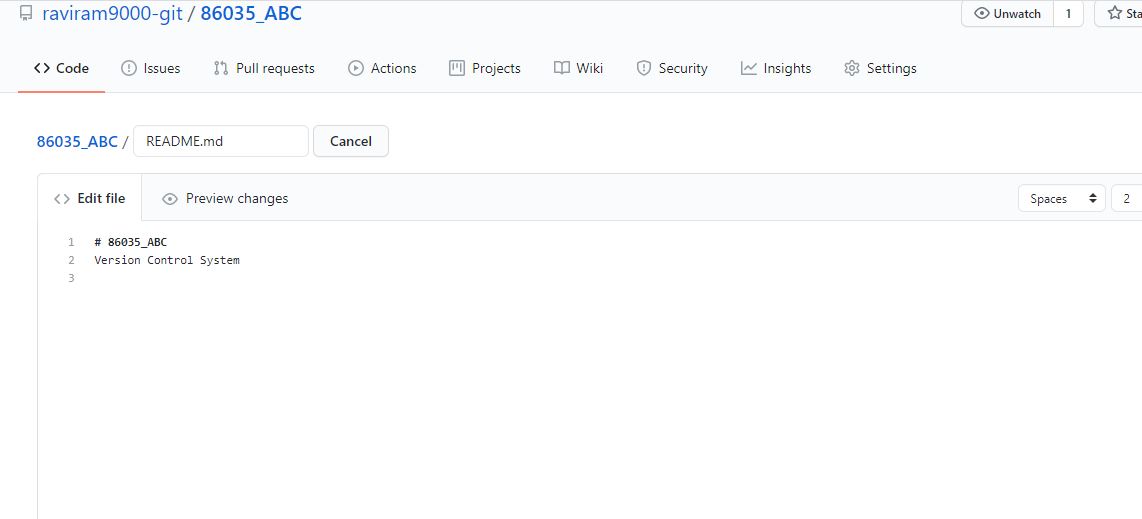 raviram9000-git / 86035_ABC
Unwatch 1
Code Issues Pull requests Actions Projects Wiki Security Insights Settings
86035_ABC / README.md Cancel
Edit file Preview changes Spaces 2
1 # 86035_ABC
2 Version Control System
3